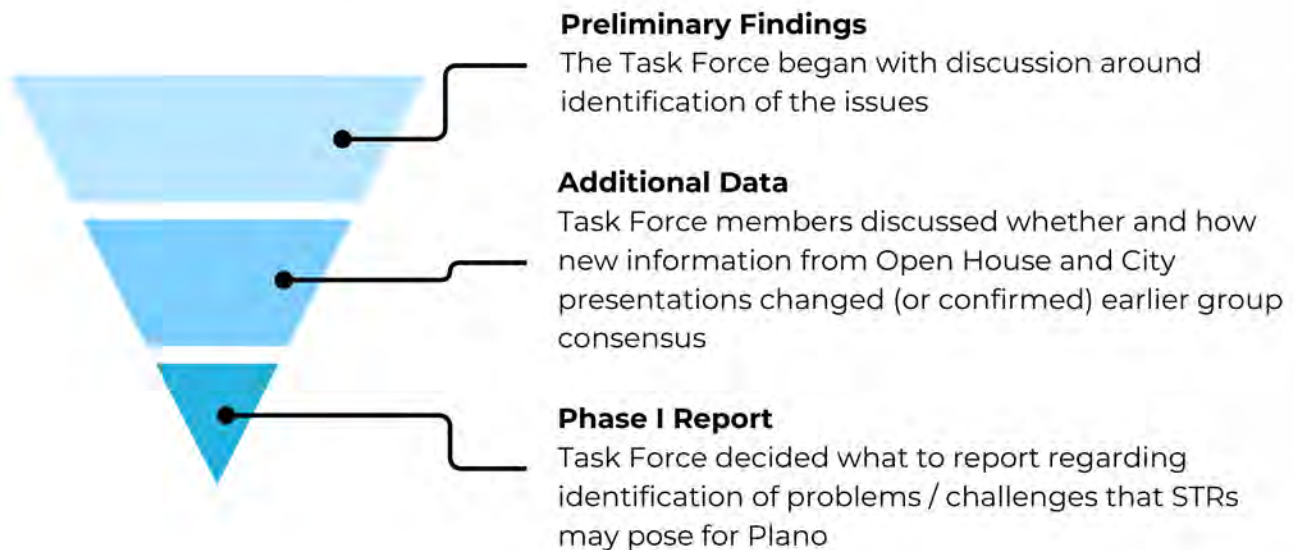 Preliminary Findings
The Task Force began with discussion around
identification of the issues
Additional Data
Task Force members discussed whether and how
new information from Open House and City
presentations changed (or confirmed) earlier group
consensus
Phase I Report
Task Force decided what to report regarding
identification of problems / challenges that STRs
may pose for Plano